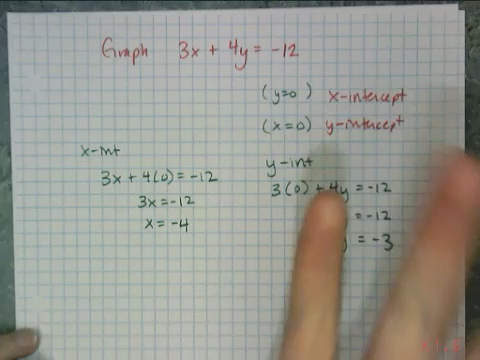 Graph 3x + 4y = -12
(y=0) x-intercept
(x=0) y-intercept
x-int
3x + 4(0) = -12
3x = -12
x = -4
y-int
3(0) + 4y = -12
= -12
= -3